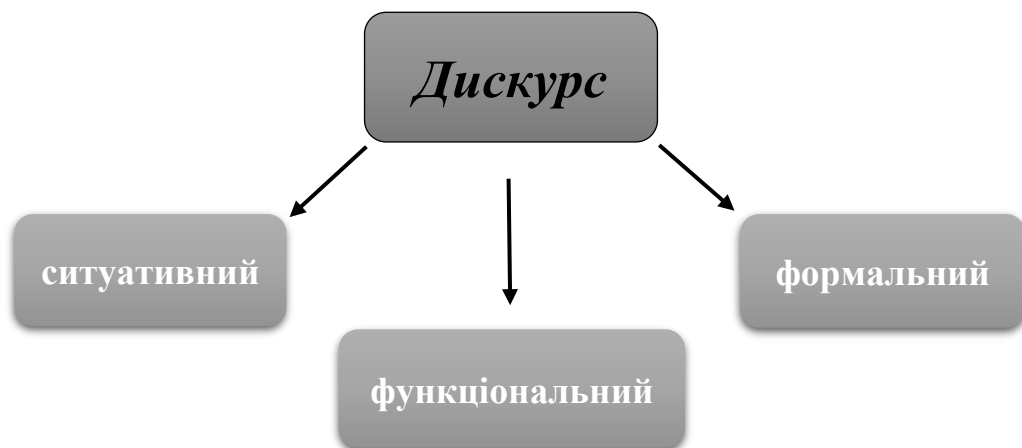 Дискурс
ситуативний
формальний
функціональний